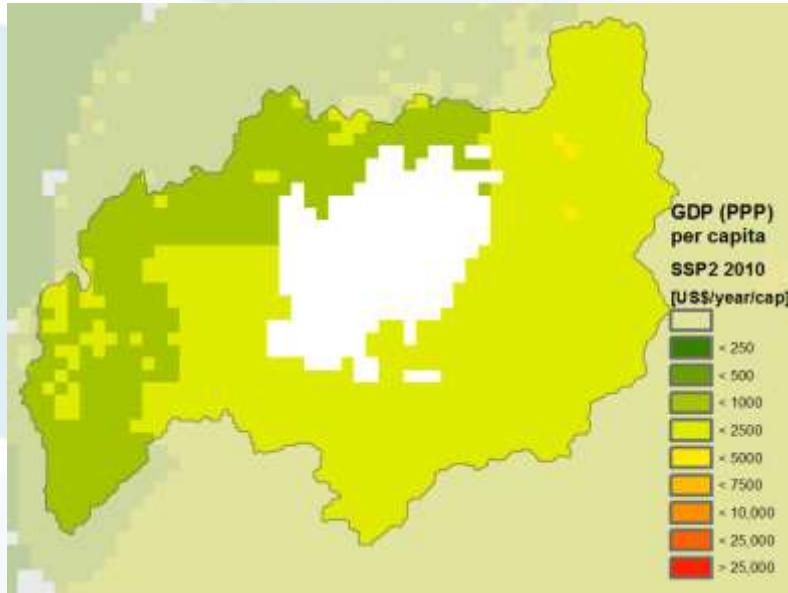 GDP (PPP)
per capita
SSP2 2010
[US$/year/cap]
< 250
< 500
< 1000
< 2500
< 5000
< 7500
< 10,000
< 25,000
> 25,000